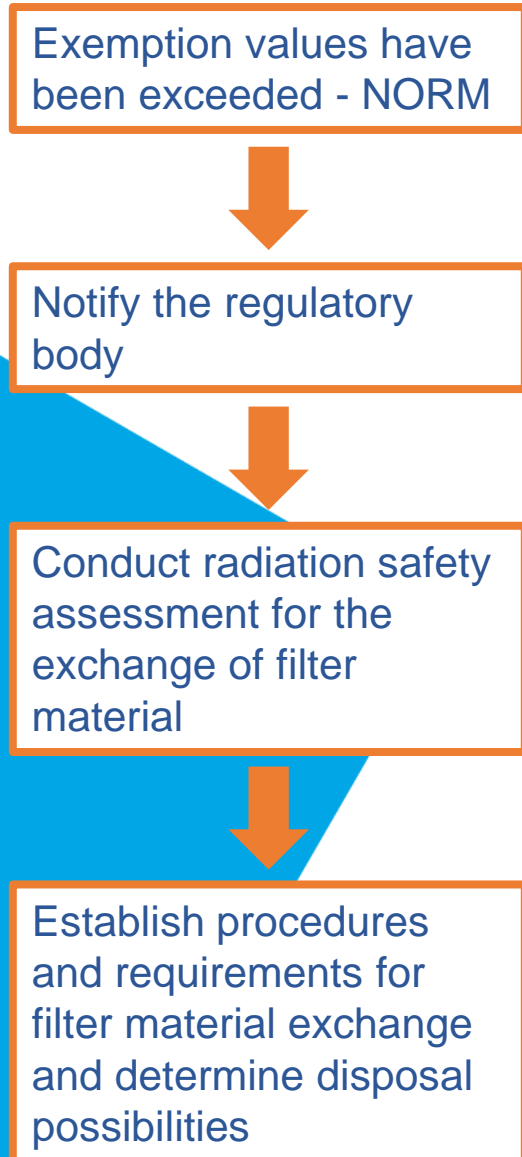 Exemption values have
been exceeded - NORM
Notify the regulatory
body
Conduct radiation safety
assessment for the
exchange of filter
material
Establish procedures
and requirements for
filter material exchange
and determine disposal
possibilities